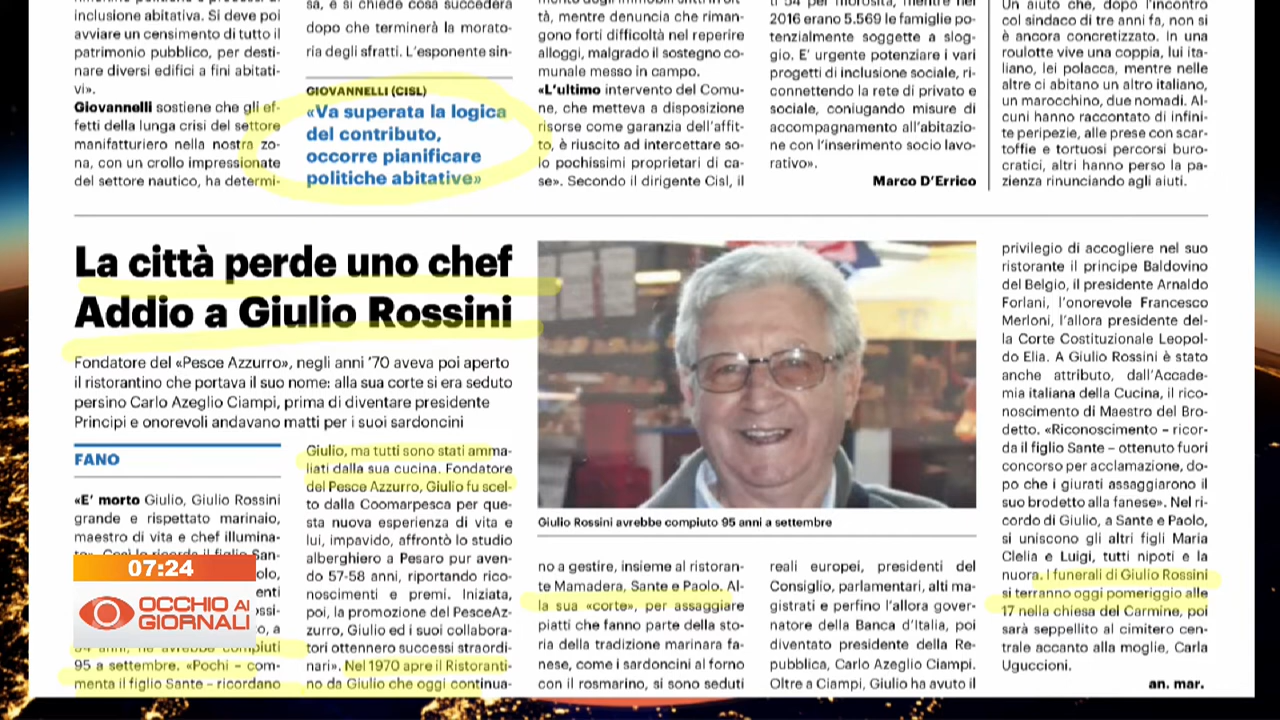 inclusione abitativa. Si deve poi
avviare un censimento di tutto il
patrimonio pubblico, per desti-
nare diversi edifici a fini abitati-
vi».
Giovannelli sostiene che gli ef-
fetti della lunga crisi del settore
manifatturiero nella nostra zo-
na, con un crollo impressionate
del settore nautico, ha determi-
sa, e si chiede cosa succederà
dopo che terminerà la morato-
ria degli sfratti. L'esponente sin-
GIOVANNELLI (CISL)
«Va superata la logica
del contributo,
occorre pianificare
politiche abitative»
tà, mentre denuncia che riman-
gono forti difficoltà nel reperire
alloggi, malgrado il sostegno co-
munale messo in campo.
«L'ultimo intervento del Comu-
ne, che metteva a disposizione
risorse come garanzia dell'affit-
to, è riuscito ad intercettare so-
lo pochissimi proprietari di ca-
se». Secondo il dirigente Cisl, il
ti 54 per morosità, mentre nel
2016 erano 5.569 le famiglie po-
tenzialmente soggette a slog-
gio. E' urgente potenziare i vari
progetti di inclusione sociale, ri-
connettendo la rete di privato e
sociale, coniugando misure di
accompagnamento all'abitazio-
ne con l'inserimento socio lavo-
rativo».
Marco D'Errico
Un aiuto che, dopo l'incontro
col sindaco di tre anni fa, non si
è ancora concretizzato. In una
roulotte vive una coppia, lui ita-
liano, lei polacca, mentre nelle
altre ci abitano un altro italiano,
un marocchino, due nomadi. Al-
cuni hanno raccontato di infini-
te peripezie, alle prese con scar-
toffie e tortuosi percorsi buro-
cratici, altri hanno perso la pa-
zienza rinunciando agli aiuti.
La città perde uno chef
Addio a Giulio Rossini
Fondatore del «Pesce Azzurro», negli anni '70 aveva poi aperto
il ristorantino che portava il suo nome: alla sua corte si era seduto
persino Carlo Azeglio Ciampi, prima di diventare presidente
Principi e onorevoli andavano matti per i suoi sardoncini
FANO
«E' morto Giulio, Giulio Rossini
grande e rispettato marinaio,
maestro di vita e chef illumina-
to». Così lo ricorda il figlio San-
olo,
enti
ossi-
o, a
94 anni, ne avrebbe compiuti
95 a settembre. «Pochi – com-
menta il figlio Sante – ricordano
07:24
OCCHIO AI
GIORNALI
Giulio, ma tutti sono stati amma-
liati dalla sua cucina. Fondatore
del Pesce Azzurro, Giulio fu scel-
to dalla Coomarpesca per que-
sta nuova esperienza di vita e
lui, impavido, affrontò lo studio
alberghiero a Pesaro pur aven-
do 57-58 anni, riportando rico-
noscimenti e premi. Iniziata,
poi, la promozione del PesceAz-
zurro, Giulio ed i suoi collabora-
tori ottennero successi straordi-
nari». Nel 1970 apre il Ristoranti-
no da Giulio che oggi continua-
Giulio Rossini avrebbe compiuto 95 anni a settembre
no a gestire, insieme al ristoran-
te Mamadera, Sante e Paolo. Al-
la sua «corte», per assaggiare
piatti che fanno parte della sto-
ria della tradizione marinara fa-
nese, come i sardoncini al forno
con il rosmarino, si sono seduti
reali europei, presidenti del
Consiglio, parlamentari, alti ma-
gistrati e perfino l'allora gover-
natore della Banca d'Italia, poi
diventato presidente della Re-
pubblica, Carlo Azeglio Ciampi.
Oltre a Ciampi, Giulio ha avuto il
privilegio di accogliere nel suo
ristorante il principe Baldovino
del Belgio, il presidente Arnaldo
Forlani, l'onorevole Francesco
Merloni, l'allora presidente del-
la Corte Costituzionale Leopol-
do Elia. A Giulio Rossini è stato
anche attribuito, dall'Accade-
mia italiana della Cucina, il rico-
noscimento di Maestro del Bro-
detto. «Riconoscimento – ricor-
da il figlio Sante – ottenuto fuori
concorso per acclamazione, do-
po che i giurati assaggiarono il
suo brodetto alla fanese». Nel ri-
cordo di Giulio, a Sante e Paolo,
si uniscono gli altri figli Maria
Clelia e Luigi, tutti nipoti e la
nuora. I funerali di Giulio Rossini
si terranno oggi pomeriggio alle
17 nella chiesa del Carmine, poi
sarà seppellito al cimitero cen-
trale accanto alla moglie, Carla
Uguccioni.
an. mar.